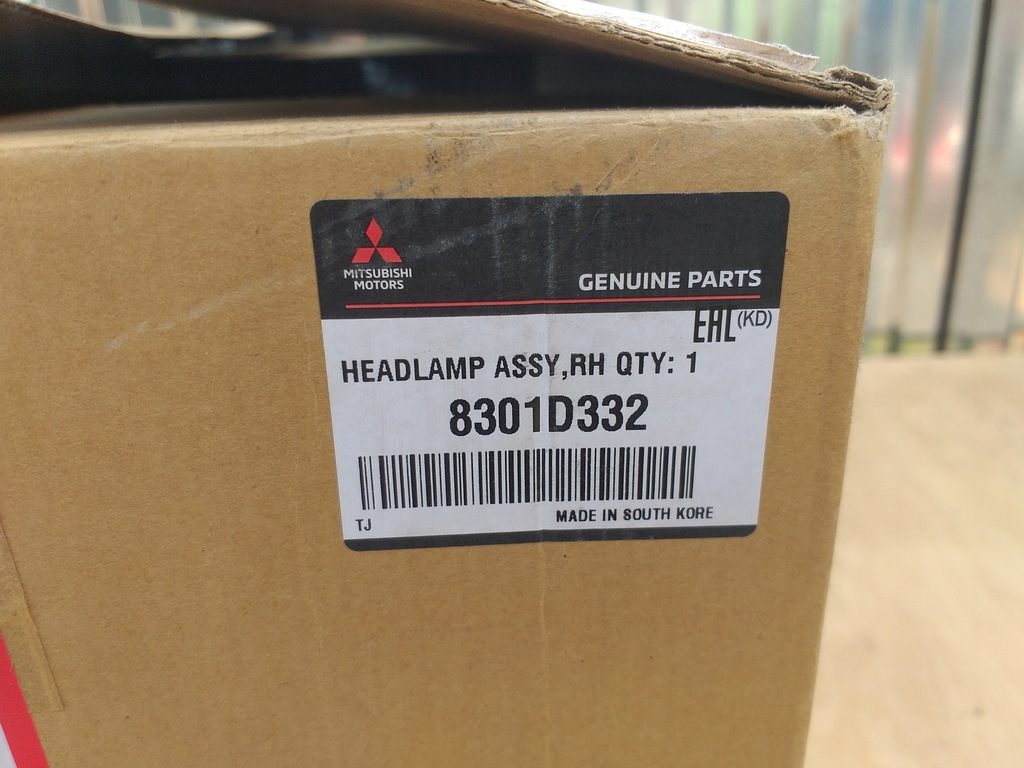 MITSUBISHI
MOTORS
GENUINE PARTS
EAC (KD)
HEADLAMP ASSY,RH QTY: 1
8301D332
TJ
MADE IN SOUTH KORE